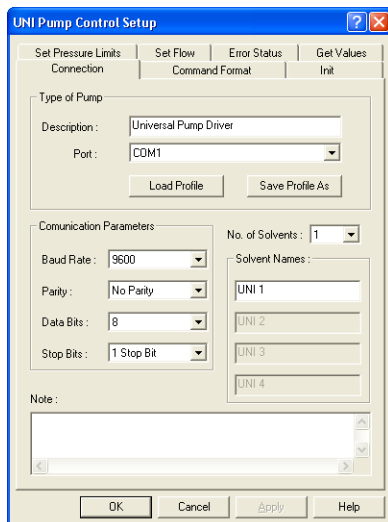 UNI Pump Control Setup
Set Pressure Limits Set Flow Error Status Get Values
Connection Command Format Init
Type of Pump
Description : Universal Pump Driver
Port : COM1
Load Profile Save Profile As
Comunication Parameters
No. of Solvents : 1
Baud Rate : 9600
Solvent Names :
Parity : No Parity
UNI 1
Data Bits : 8
UNI 2
Stop Bits : 1 Stop Bit
UNI 3
UNI 4
Note :
OK Cancel Apply Help